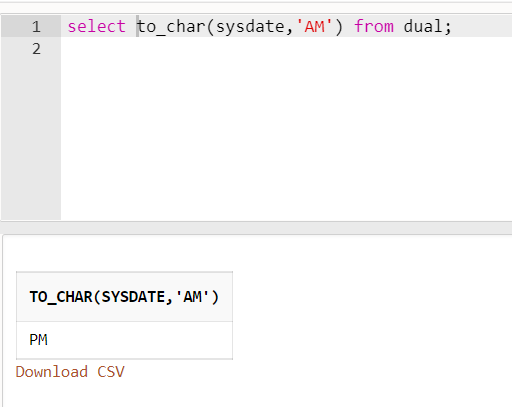 1 select to_char(sysdate,'AM') from dual;
2
TO_CHAR(SYSDATE,'AM')
PM
Download CSV